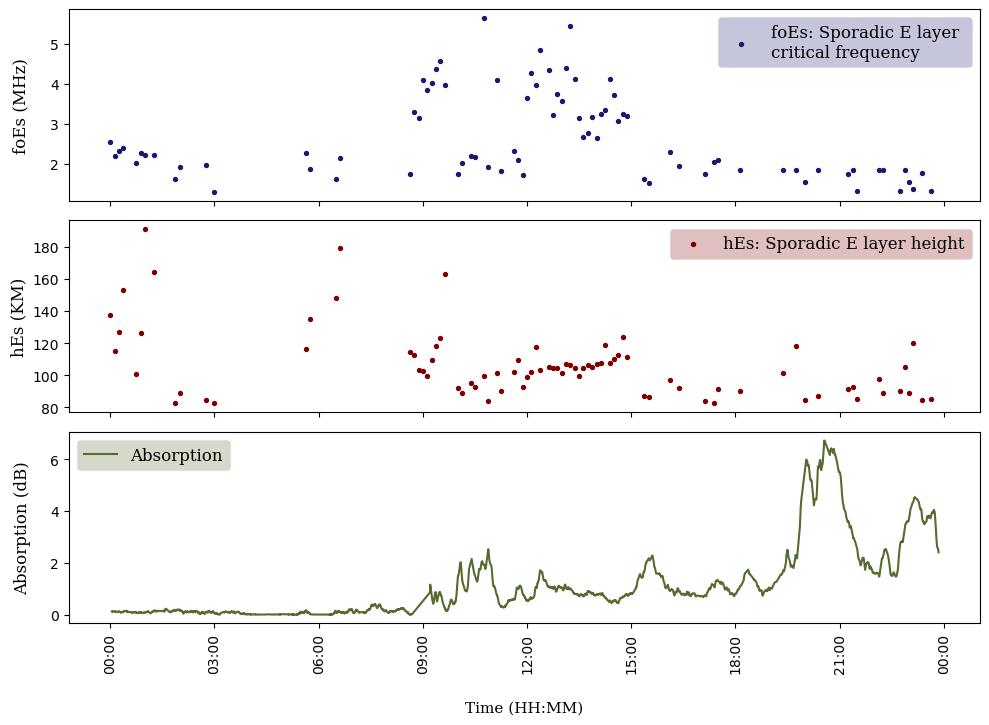 foEs (MHz)
5
4
3
2
foEs: Sporadic E layer
critical frequency
hEs (KM)
180
160
140
120
100
80
hEs: Sporadic E layer height
Absorption (dB)
6
4
2
0
Absorption
00:00 03:00 06:00 09:00 12:00 15:00 18:00 21:00 00:00
Time (HH:MM)